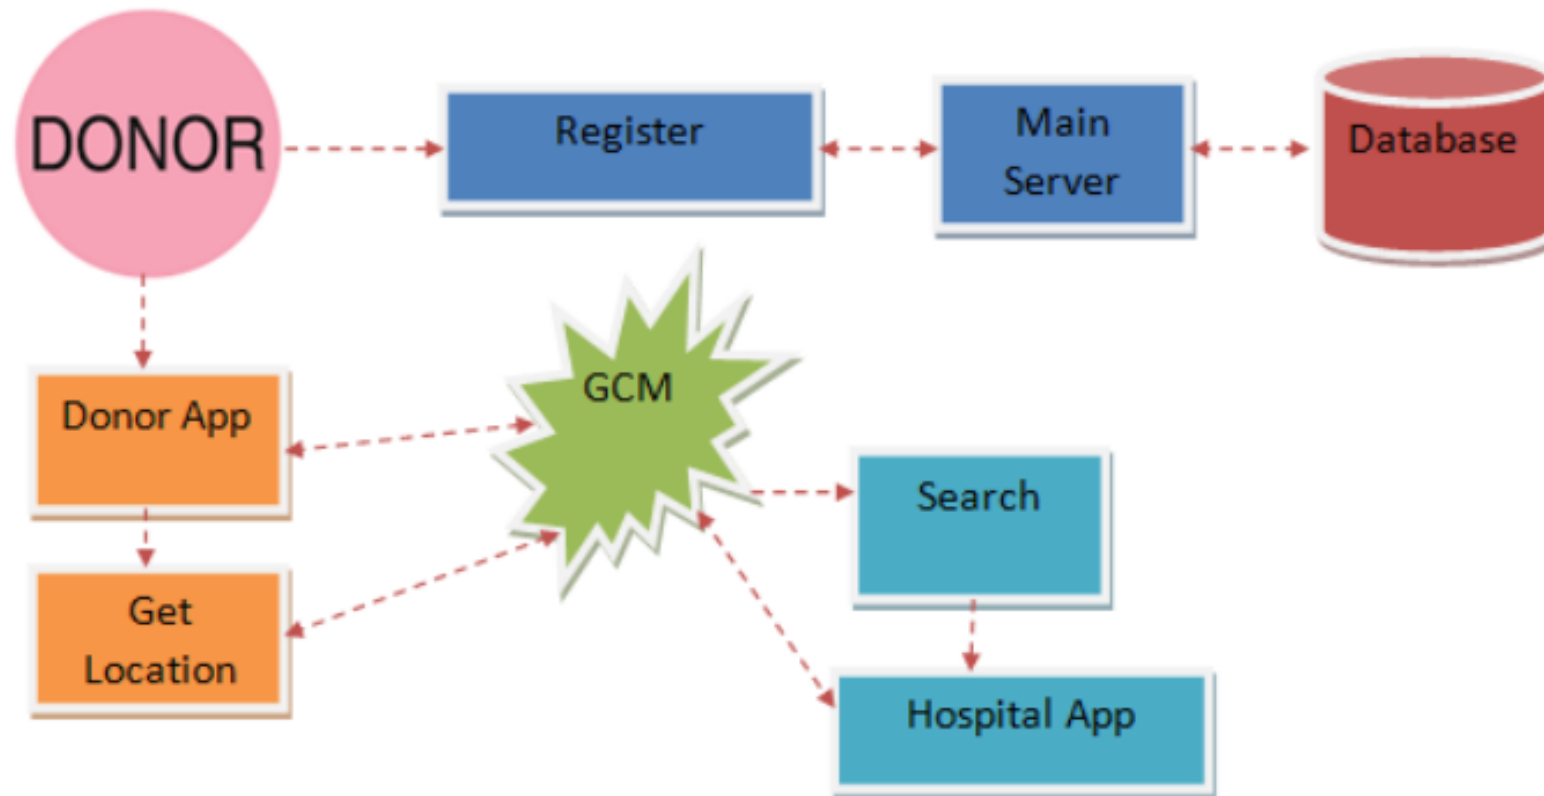 DONOR
Register
Main
Server
Database
GCM
Donor App
Search
Get
Location
Hospital App